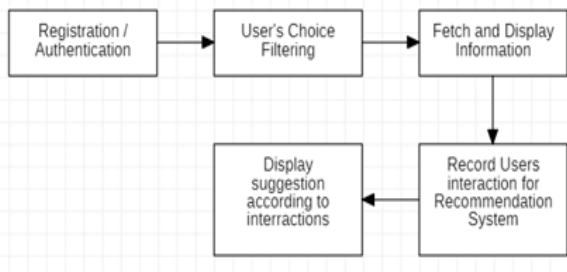 Registration /
Authentication
User's Choice
Filtering
Fetch and Display
Information
Display
suggestion
according to
interractions
Record Users
interaction for
Recommendation
System